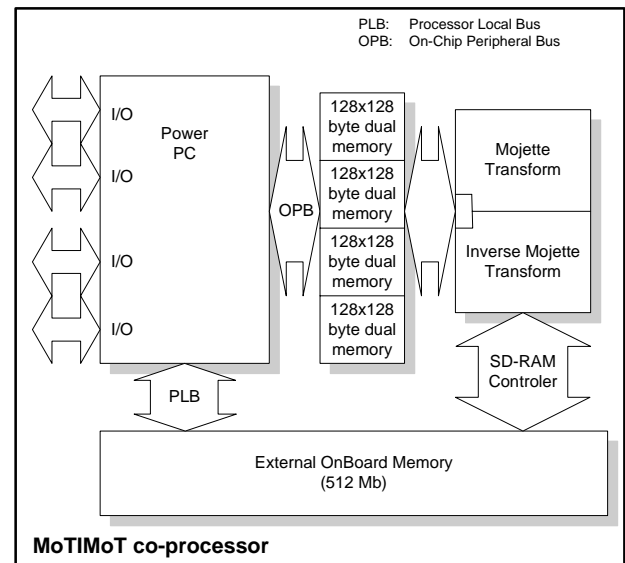 PLB: Processor Local Bus
OPB: On-Chip Peripheral Bus
I/O
I/O
I/O
I/O
Power
PC
OPB
128x128
byte dual
memory
128x128
byte dual
memory
128x128
byte dual
memory
128x128
byte dual
memory
Mojette
Transform
Inverse Mojette
Transform
PLB
SD-RAM
Controler
External OnBoard Memory
(512 Mb)
MoTIMoT co-processor